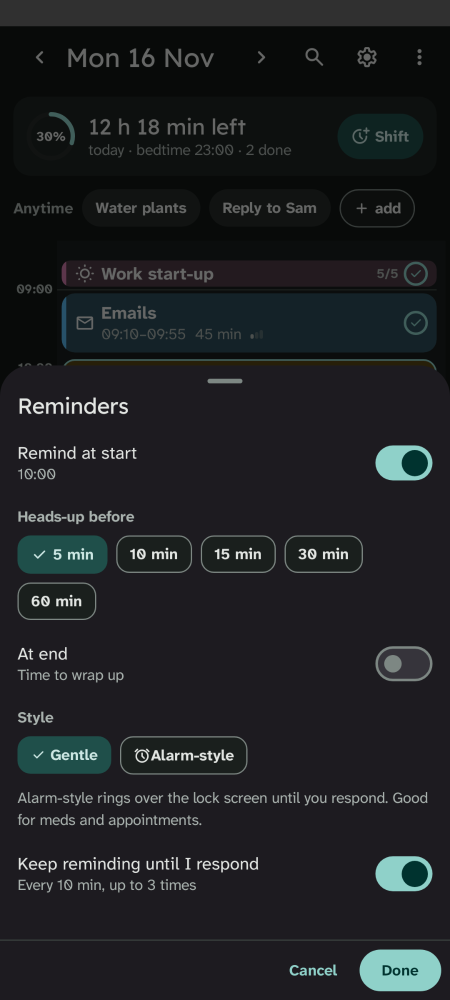 Mon 16 Nov
30%
12 h 18 min left
today · bedtime 23:00 · 2 done
Shift
Anytime
Water plants
Reply to Sam
+ add
Work start-up
5/5
09:00
Emails
09:10–09:55 45 min
Reminders
Remind at start
10:00
Heads-up before
5 min
10 min
15 min
30 min
60 min
At end
Time to wrap up
Style
Gentle
Alarm-style
Alarm-style rings over the lock screen until you respond. Good
for meds and appointments.
Keep reminding until I respond
Every 10 min, up to 3 times
Cancel
Done